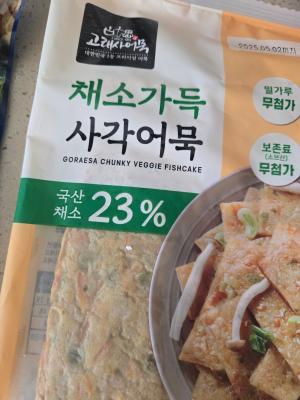 고래사어묵
대한민국 1등 프리미엄 어묵
2025.05.02까지
채소가득
사각어묵
GORAESA CHUNKY VEGGIE FISHCAKE
국산
채소
23%
밀가루
무첨가
보존료
(소브산)
무첨가